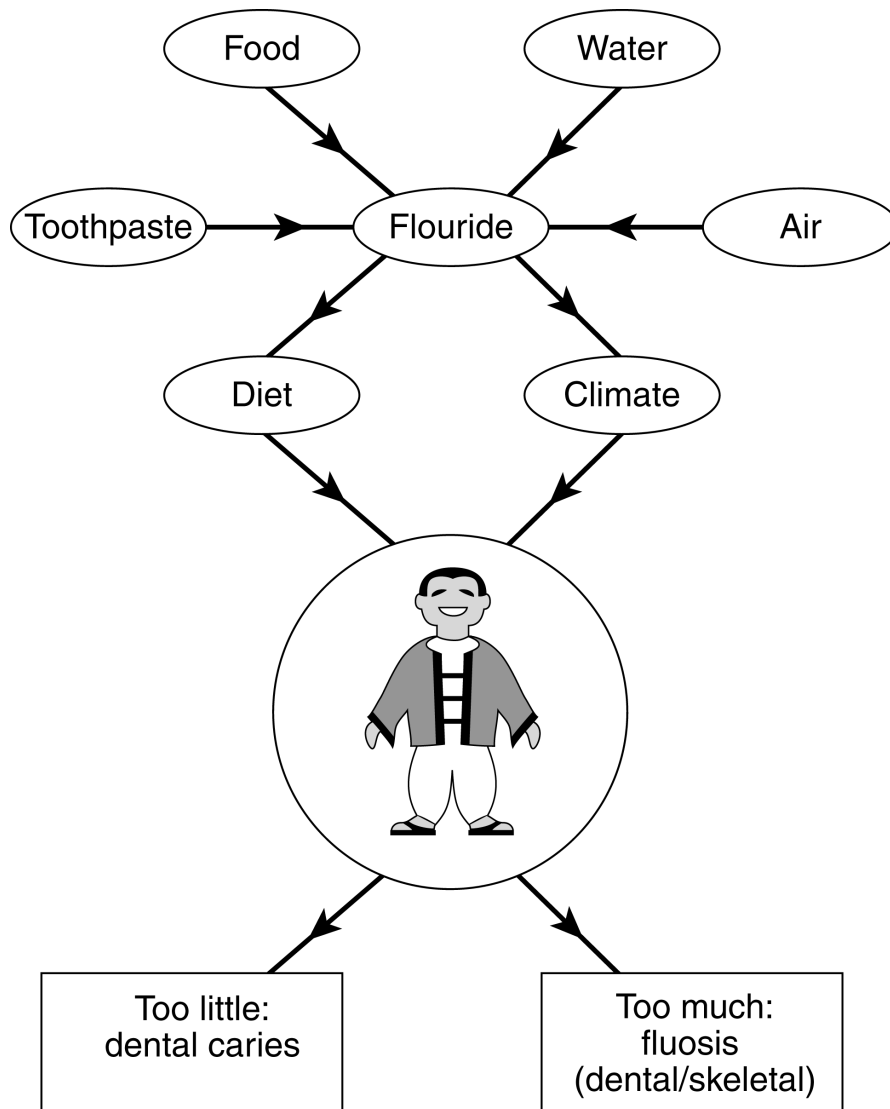 Food
Water
Toothpaste
Flouride
Air
Diet
Climate
Too little:
dental caries
Too much:
fluosis
(dental/skeletal)